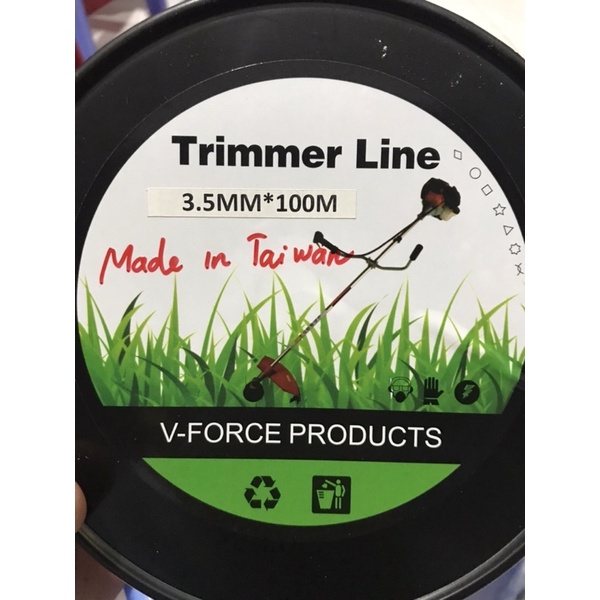 Trimmer Line
3.5MM*100M
Made in Taiwan
V-FORCE PRODUCTS